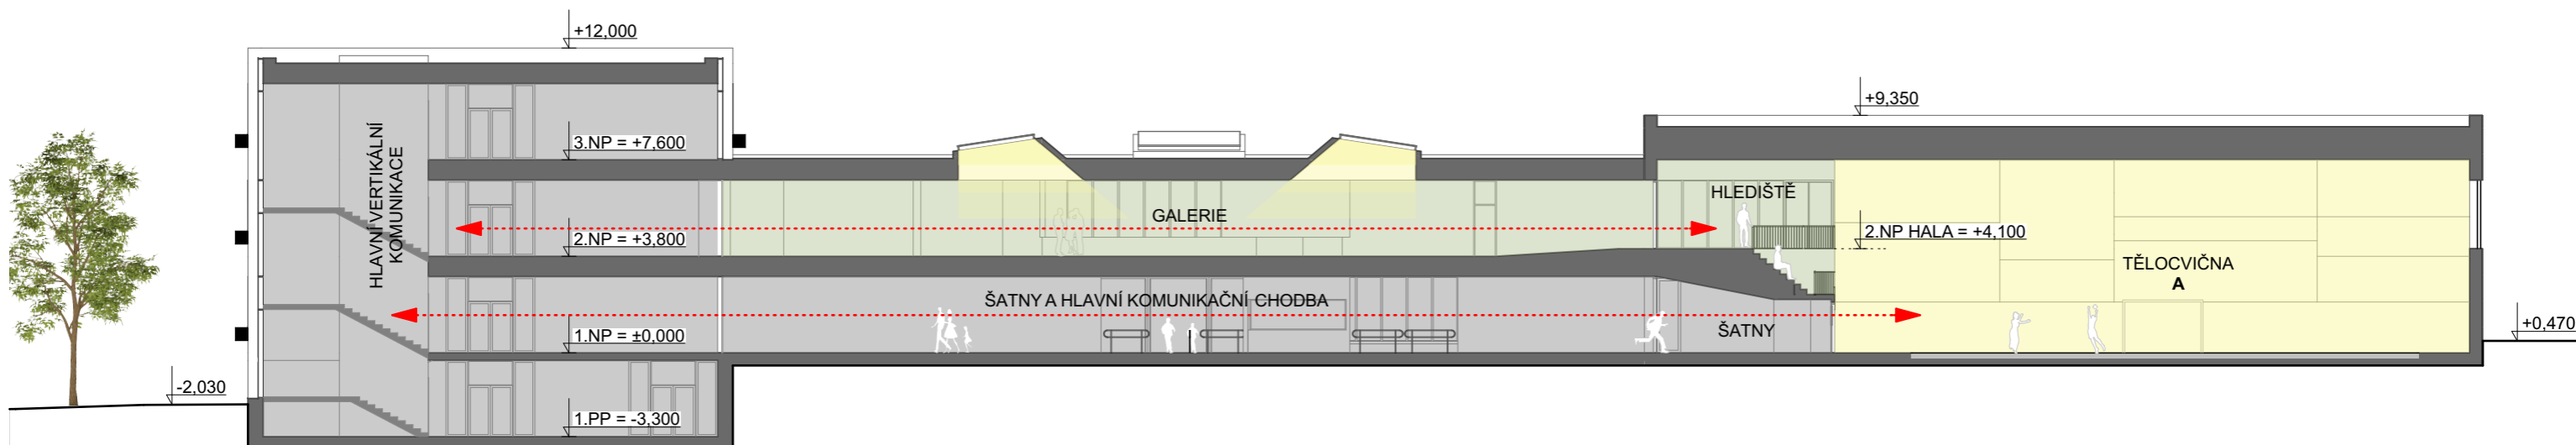 +12,000
+9,350
3.NP = +7,600
HLAVNÍ VERTIKÁLNÍ
KOMUNIKACE
HLEDIŠTĚ
GALERIE
2.NP = +3,800
2.NP HALA = +4,100
TĚLOCVIČNA
A
ŠATNY A HLAVNÍ KOMUNIKAČNÍ CHODBA
ŠATNY
1.NP = ±0,000
+0,470
-2,030
1.PP = -3,300